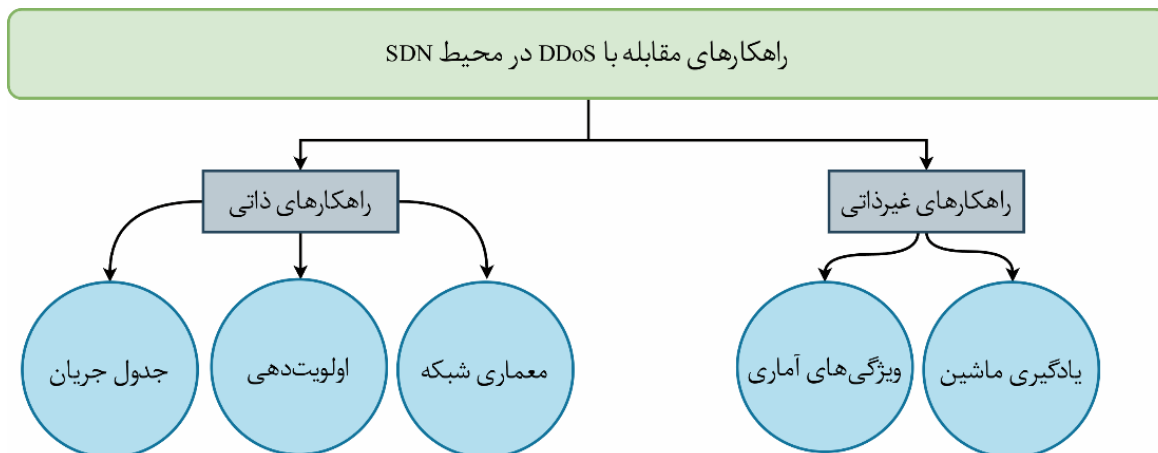 راهکارهای مقابله با DDoS در محیط SDN
راهکارهای غیرذاتی
راهکارهای ذاتی
یادگیری ماشین
ویژگی‌های آماری
معماری شبکه
اولویت‌دهی
جدول جریان